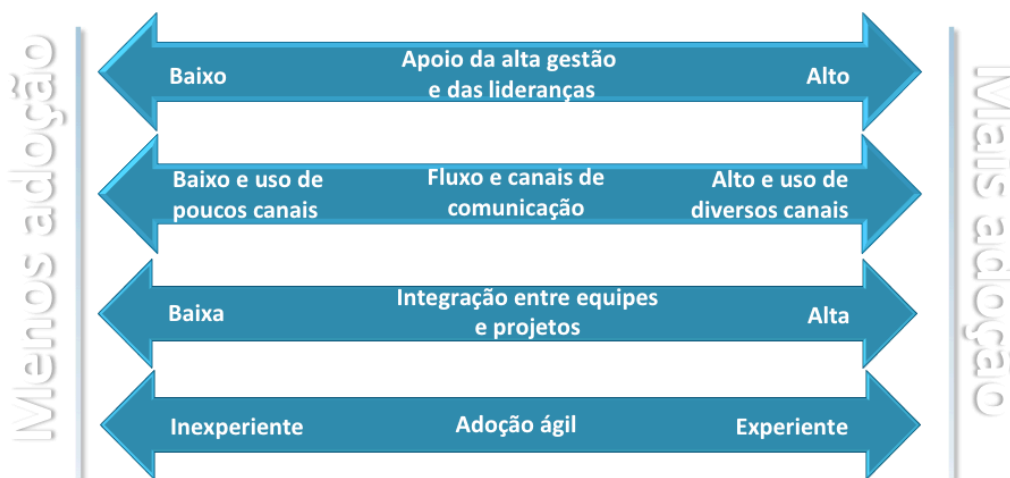 Menos adoção
Apoio da alta gestão
e das lideranças
Baixo
Alto
Baixo e uso de
poucos canais
Fluxo e canais de
comunicação
Alto e uso de
diversos canais
Integração entre equipes
e projetos
Baixa
Alta
Inexperiente
Adoção ágil
Experiente
Mais adoção